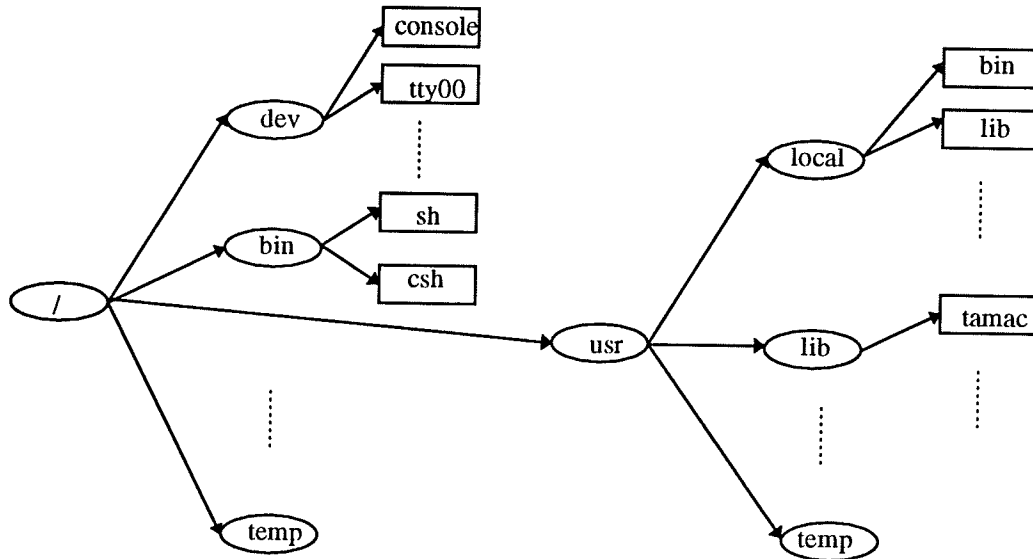 console
tty00
dev
sh
bin
csh
/
temp
usr
bin
lib
local
tamac
lib
temp